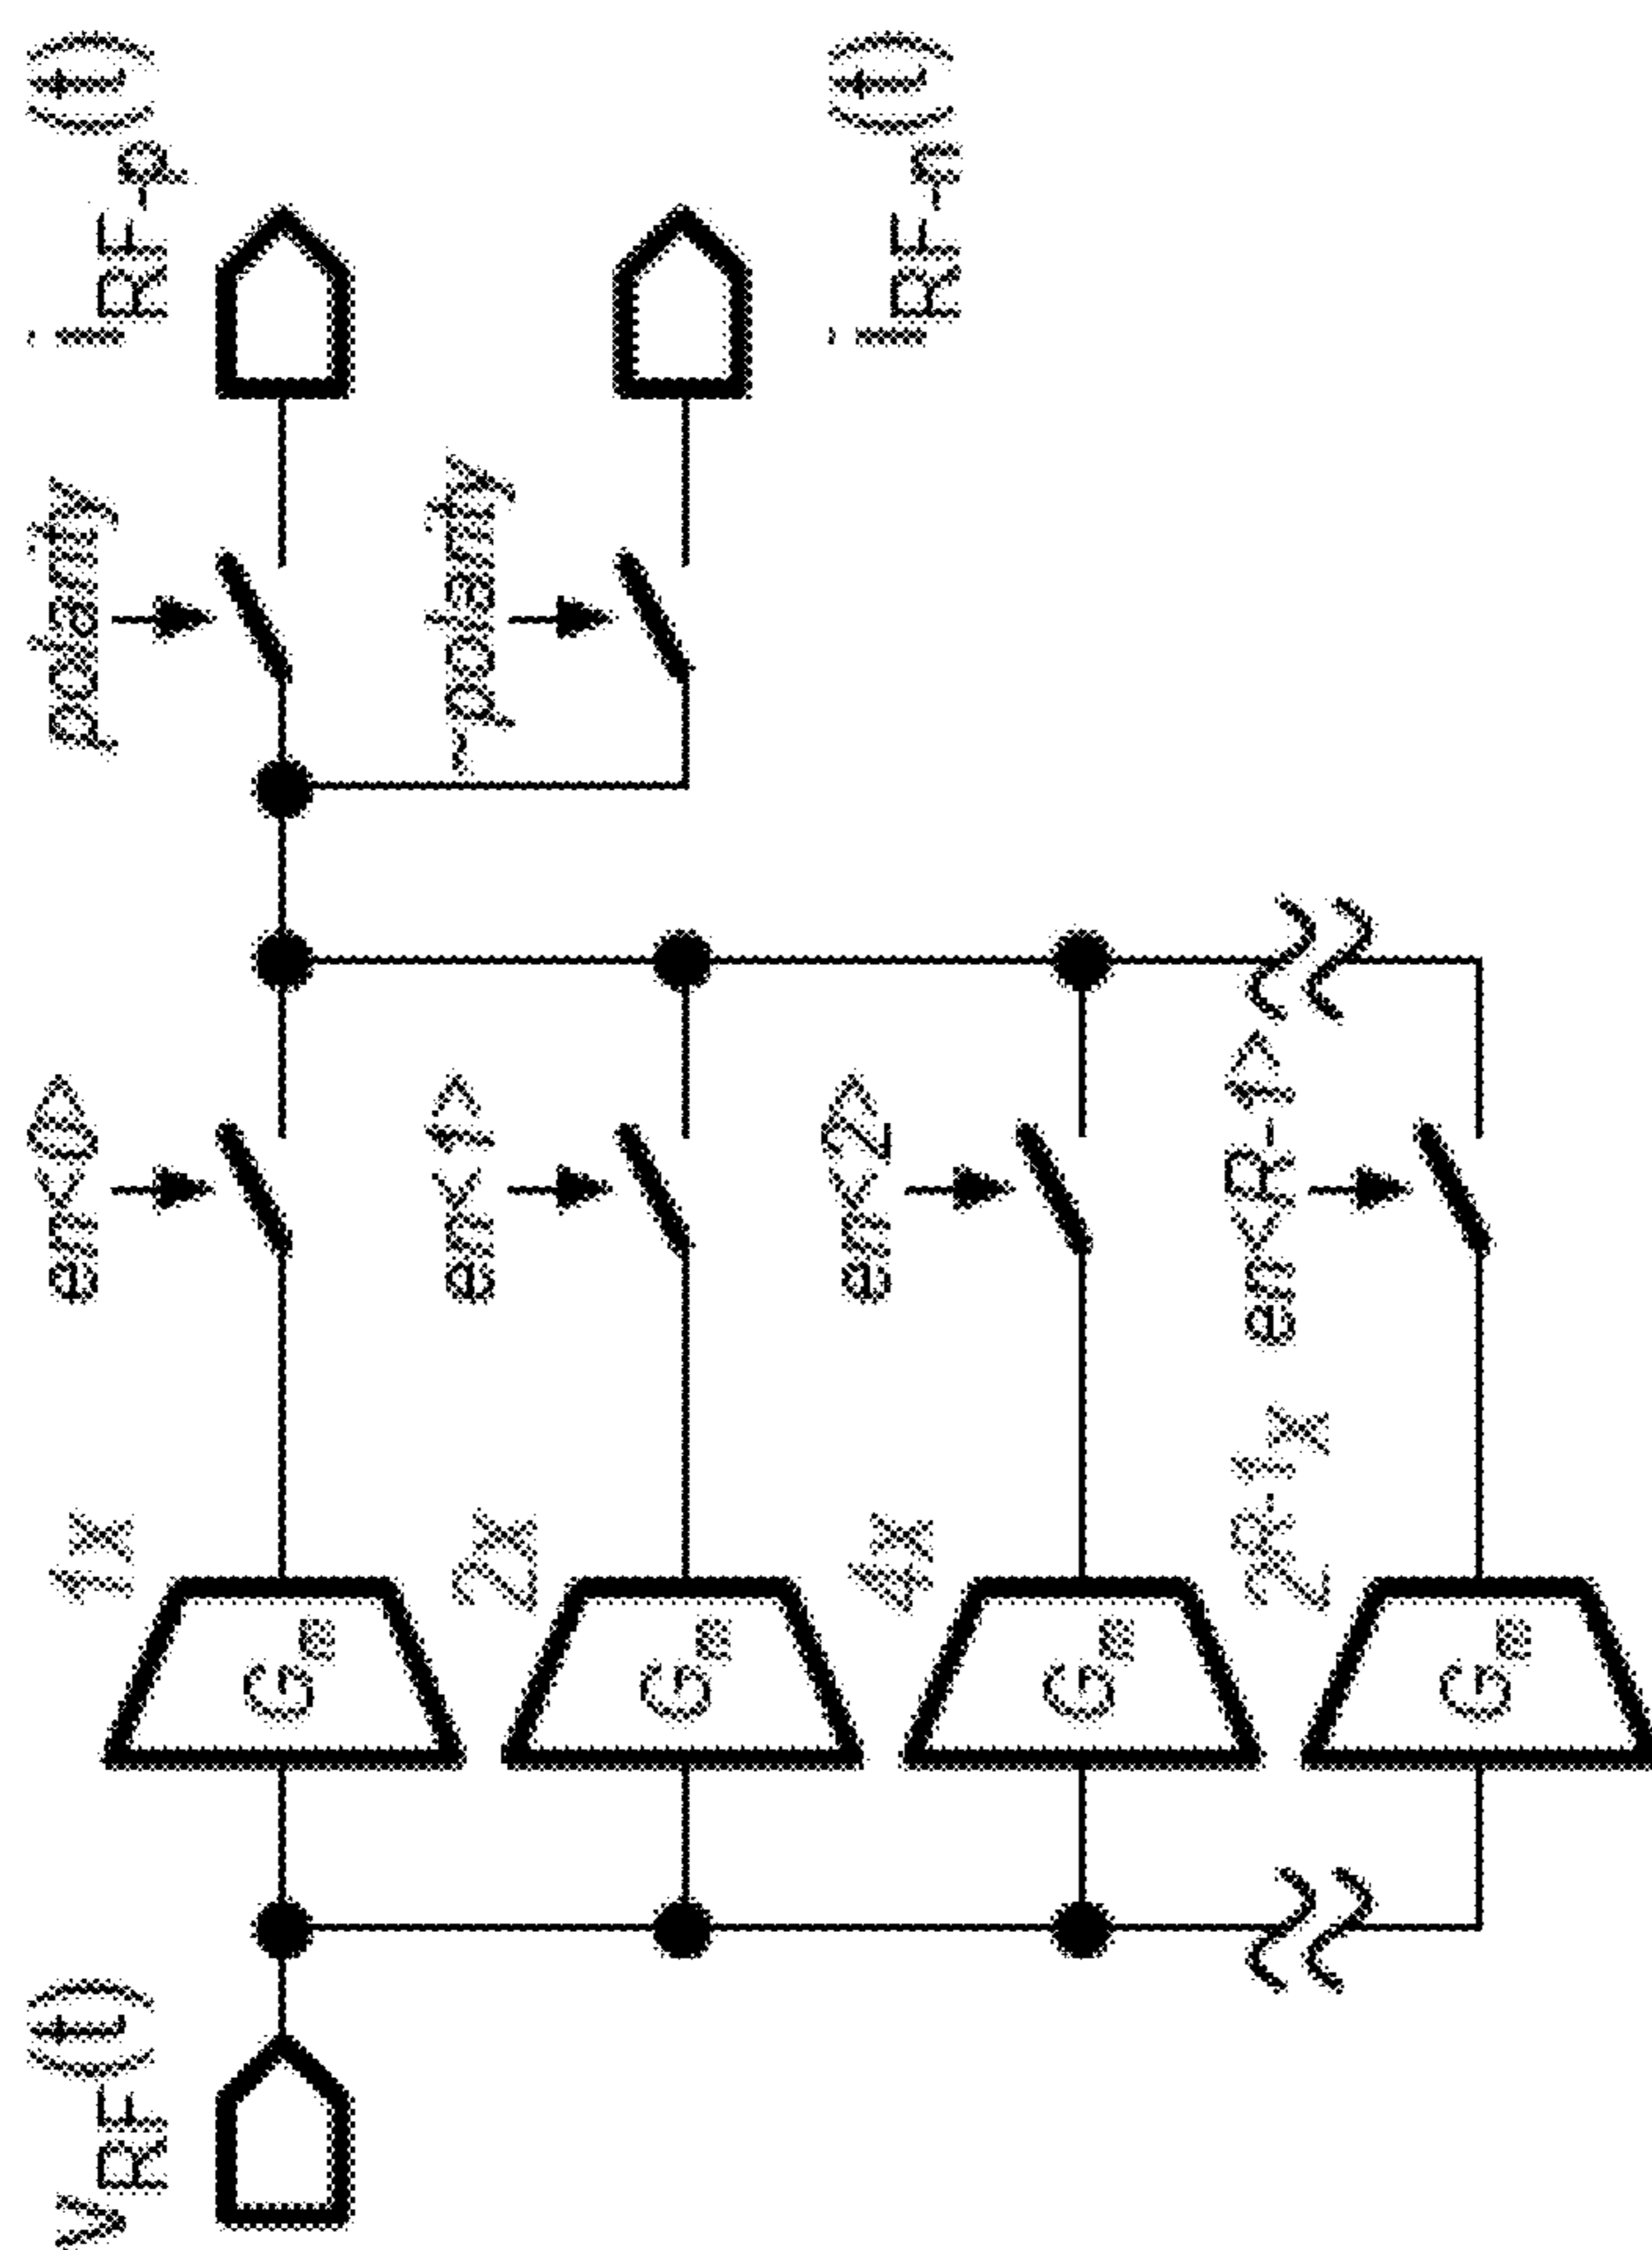 v_RF(t)
1x
G_m
en<0>
polarity
i_RF-p(t)
2x
G_m
en<1>
~polarity
i_RF-n(t)
4x
G_m
en<2>
2^R-1x
G_m
en<R-1>